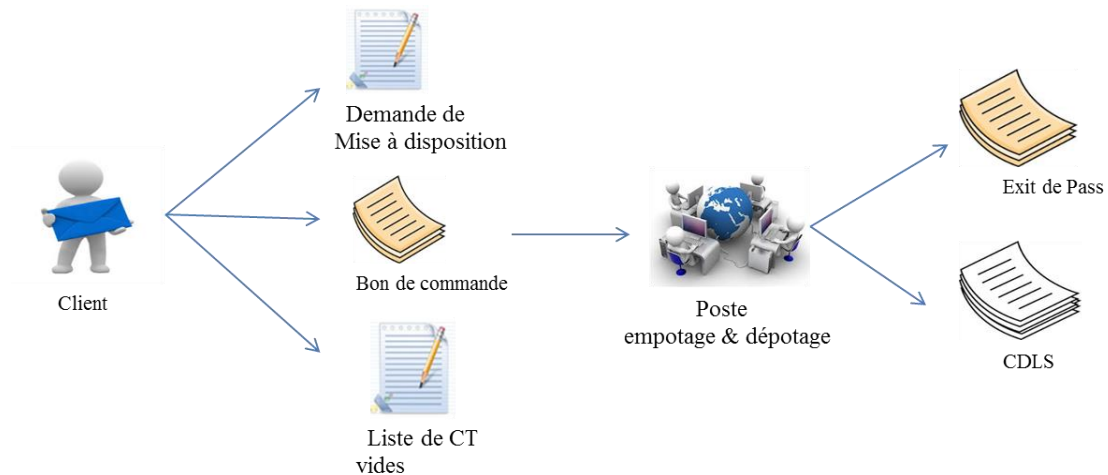 Demande de
Mise à disposition
Client
Bon de commande
Liste de CT
vides
Poste
empotage & dépotage
Exit de Pass
CDLS